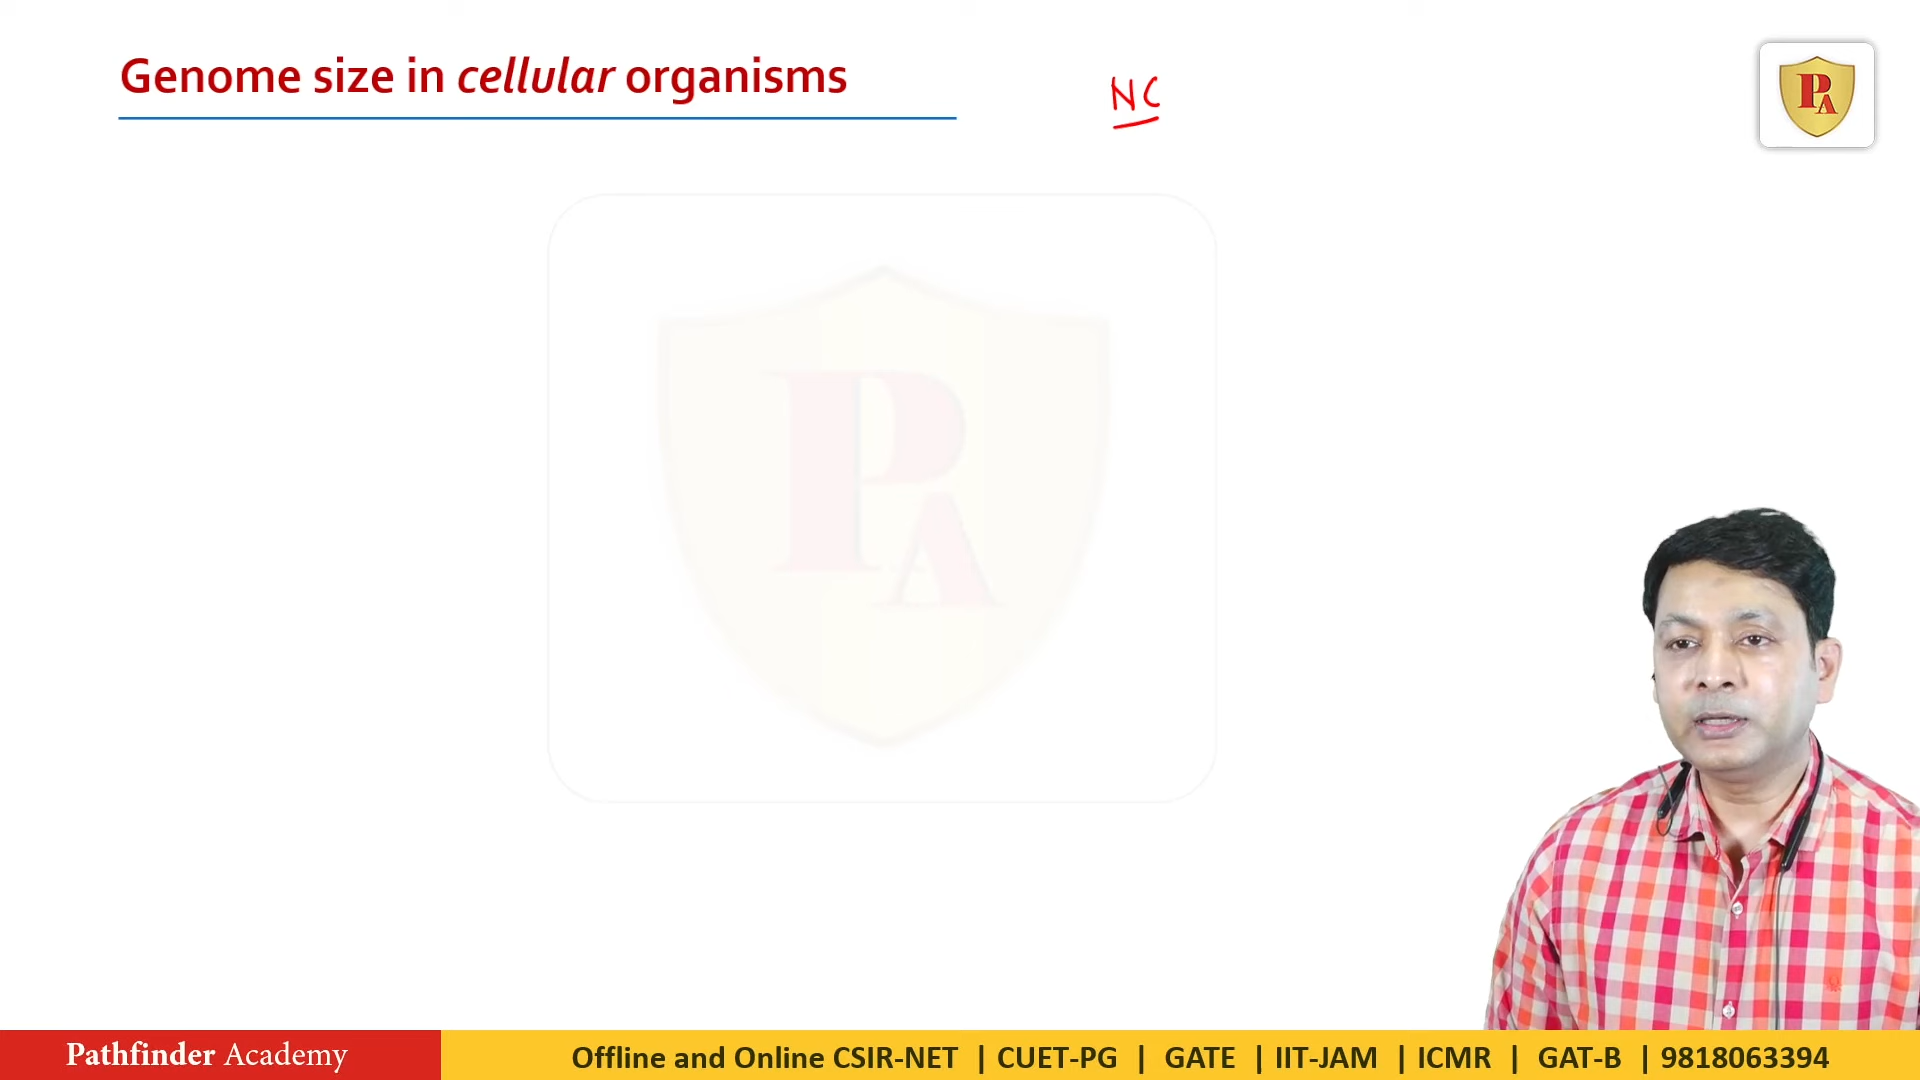 Genome size in cellular organisms
NC
PA
PA
Pathfinder Academy
Offline and Online CSIR-NET | CUET-PG | GATE | IIT-JAM | ICMR | GAT-B | 9818063394